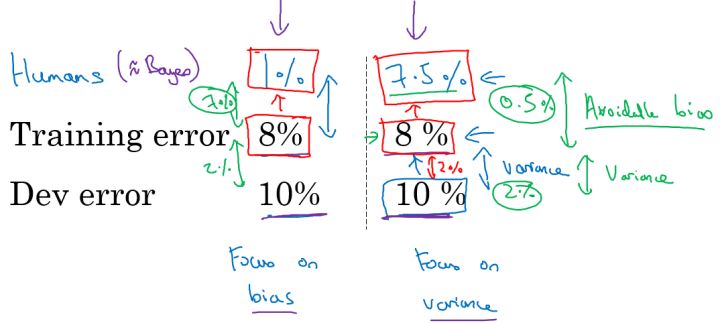 Humans (≈ Bayes) 1% 7.5%
7% 0.5% Avoidable bias
Training error 8% 8 %
2% 2% variance Variance
Dev error 10% 10 % 2%
Focus on bias Focus on variance